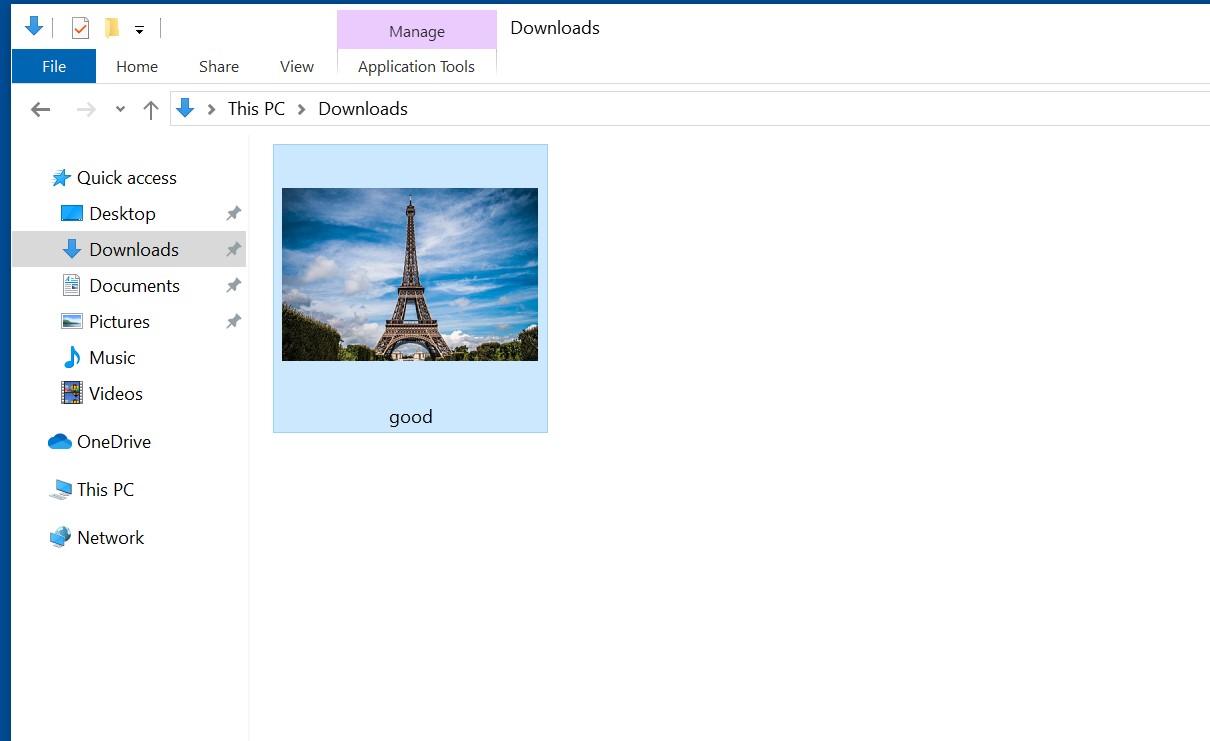 Manage
Downloads
File
Home
Share
View
Application Tools
This PC
Downloads
Quick access
Desktop
Downloads
Documents
Pictures
Music
Videos
OneDrive
This PC
Network
good